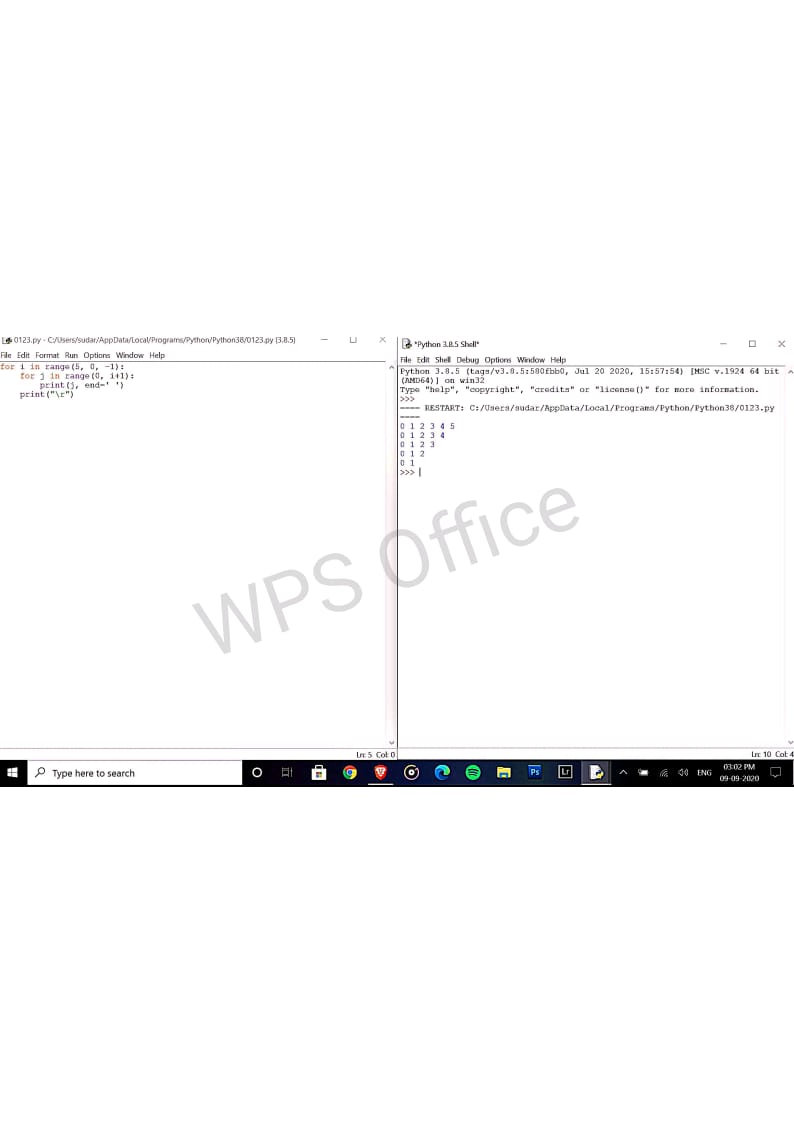 0123.py - C:/Users/sudar/AppData/Local/Programs/Python/Python38/0123.py (3.8.5)
File Edit Format Run Options Window Help
for i in range(5, 0, -1):
    for j in range(0, i+1):
        print(j, end=' ')
    print("\r")
Ln: 5 Col: 0
*Python 3.8.5 Shell*
File Edit Shell Debug Options Window Help
Python 3.8.5 (tags/v3.8.5:580fbb0, Jul 20 2020, 15:57:54) [MSC v.1924 64 bit
(AMD64)] on win32
Type "help", "copyright", "credits" or "license()" for more information.
>>>
==== RESTART: C:/Users/sudar/AppData/Local/Programs/Python/Python38/0123.py
====
0 1 2 3 4 5
0 1 2 3 4
0 1 2 3
0 1 2
0 1
>>>
Ln: 10 Col: 4
WPS Office
Type here to search
Ps
Lr
ENG
03:02 PM
09-09-2020